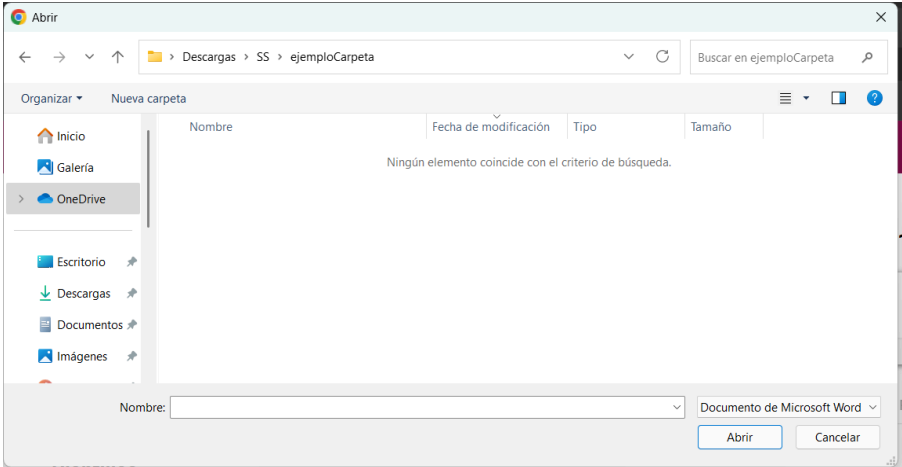 Abrir
Descargas > SS > ejemploCarpeta
Buscar en ejemploCarpeta
Organizar
Nueva carpeta
Nombre
Fecha de modificación
Tipo
Tamaño
Inicio
Galería
OneDrive
Escritorio
Descargas
Documentos
Imágenes
Ningún elemento coincide con el criterio de búsqueda.
Nombre:
Documento de Microsoft Word
Abrir
Cancelar